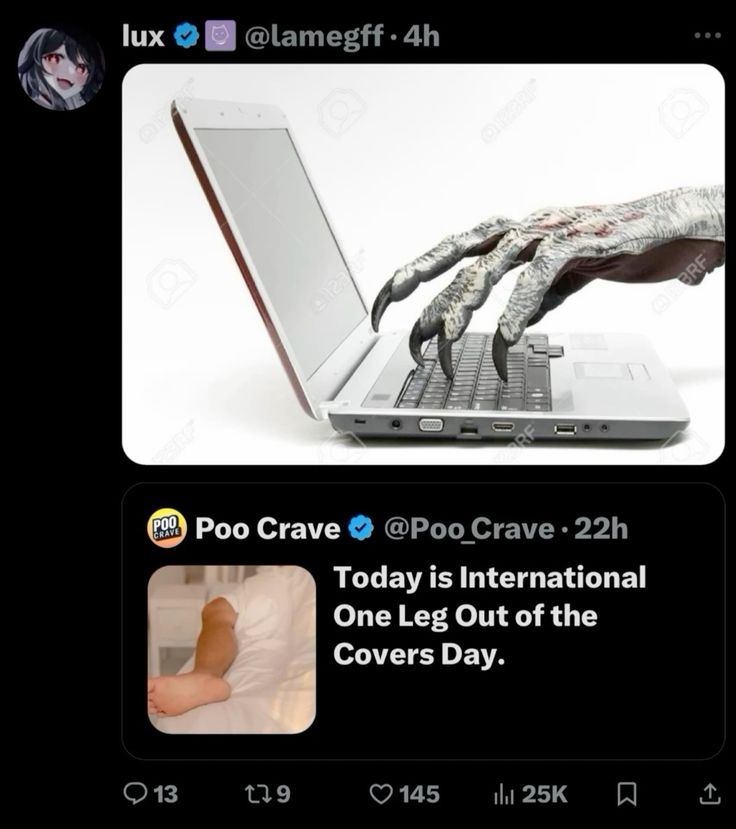 lux @lamegff · 4h
123RF
Poo Crave @Poo_Crave · 22h
POO
CRAVE
Today is International
One Leg Out of the
Covers Day.
13 9 145 25K